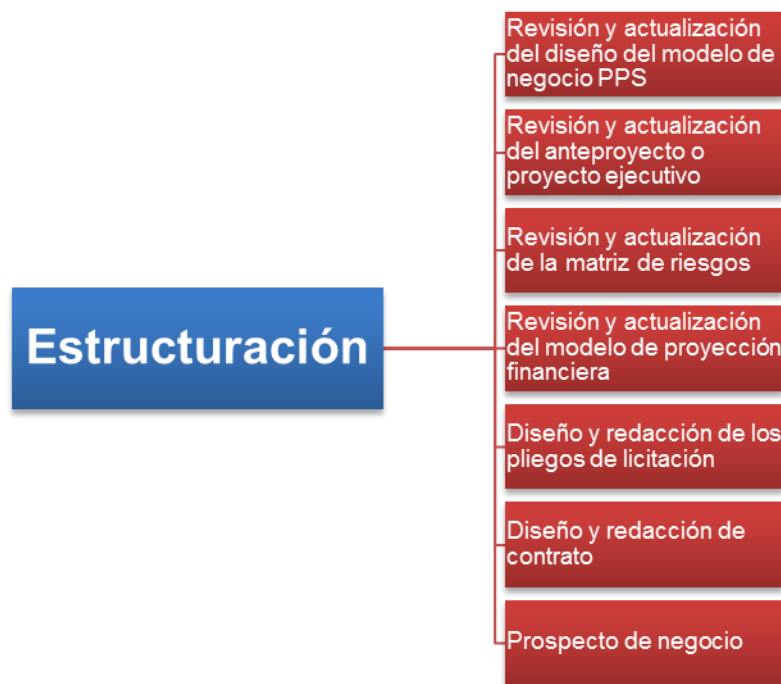 Revisión y actualización
del diseño del modelo de
negocio PPS
Revisión y actualización
del anteproyecto o
proyecto ejecutivo
Revisión y actualización
de la matriz de riesgos
Estructuración
Revisión y actualización
del modelo de proyección
financiera
Diseño y redacción de los
pliegos de licitación
Diseño y redacción de
contrato
Prospecto de negocio